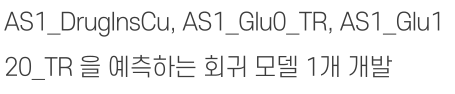 AS1_DrugInsCu, AS1_Glu0_TR, AS1_Glu1
20_TR 을 예측하는 회귀 모델 1개 개발